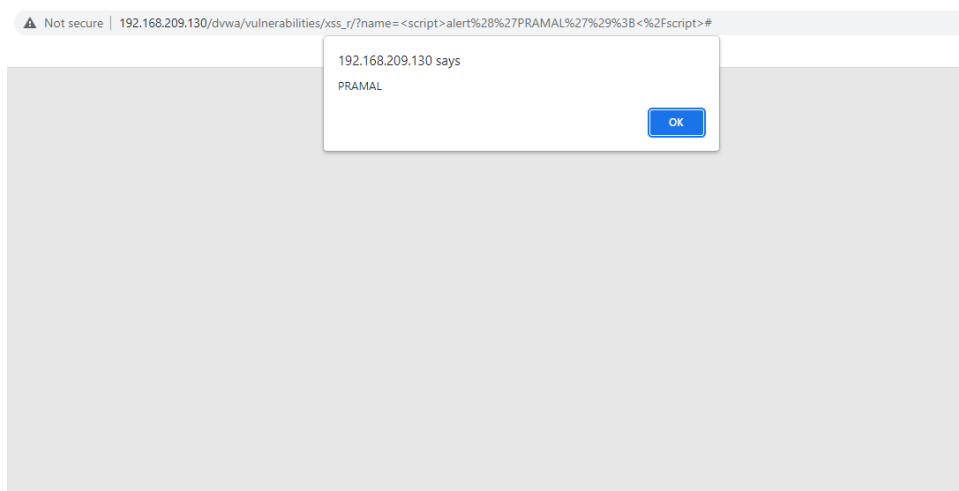 Not secure | 192.168.209.130/dvwa/vulnerabilities/xss_r/?name=<script>alert%28%27PRAMAL%27%29%3B<%2Fscript>#
192.168.209.130 says
PRAMAL
OK